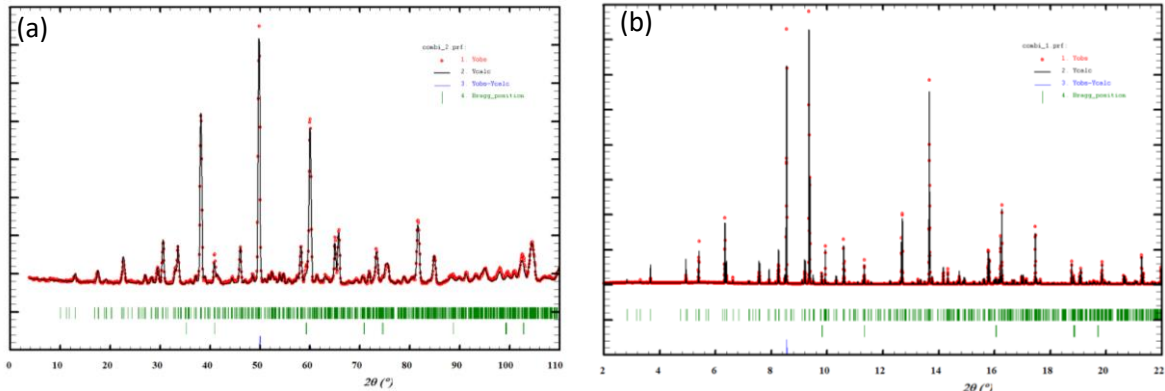 (a)
combi_2 prf:
1. Yobs
2. Ycalc
3. Yobs-Ycalc
4. Bragg_position
0 10 20 30 40 50 60 70 80 90 100 110
2θ (°)
(b)
combi_1 prf:
1. Yobs
2. Ycalc
3. Yobs-Ycalc
4. Bragg_position
2 4 6 8 10 12 14 16 18 20 22
2θ (°)